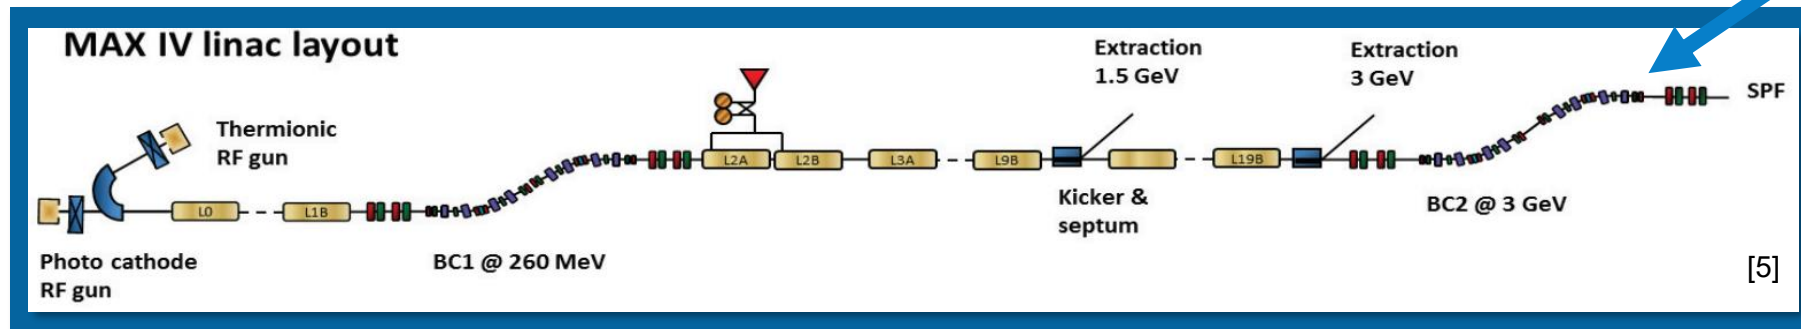 MAX IV linac layout
Thermionic
RF gun
Photo cathode
RF gun
L0
L1B
BC1 @ 260 MeV
L2A
L2B
L3A
L9B
Extraction
1.5 GeV
Kicker &
septum
L19B
Extraction
3 GeV
BC2 @ 3 GeV
SPF
[5]